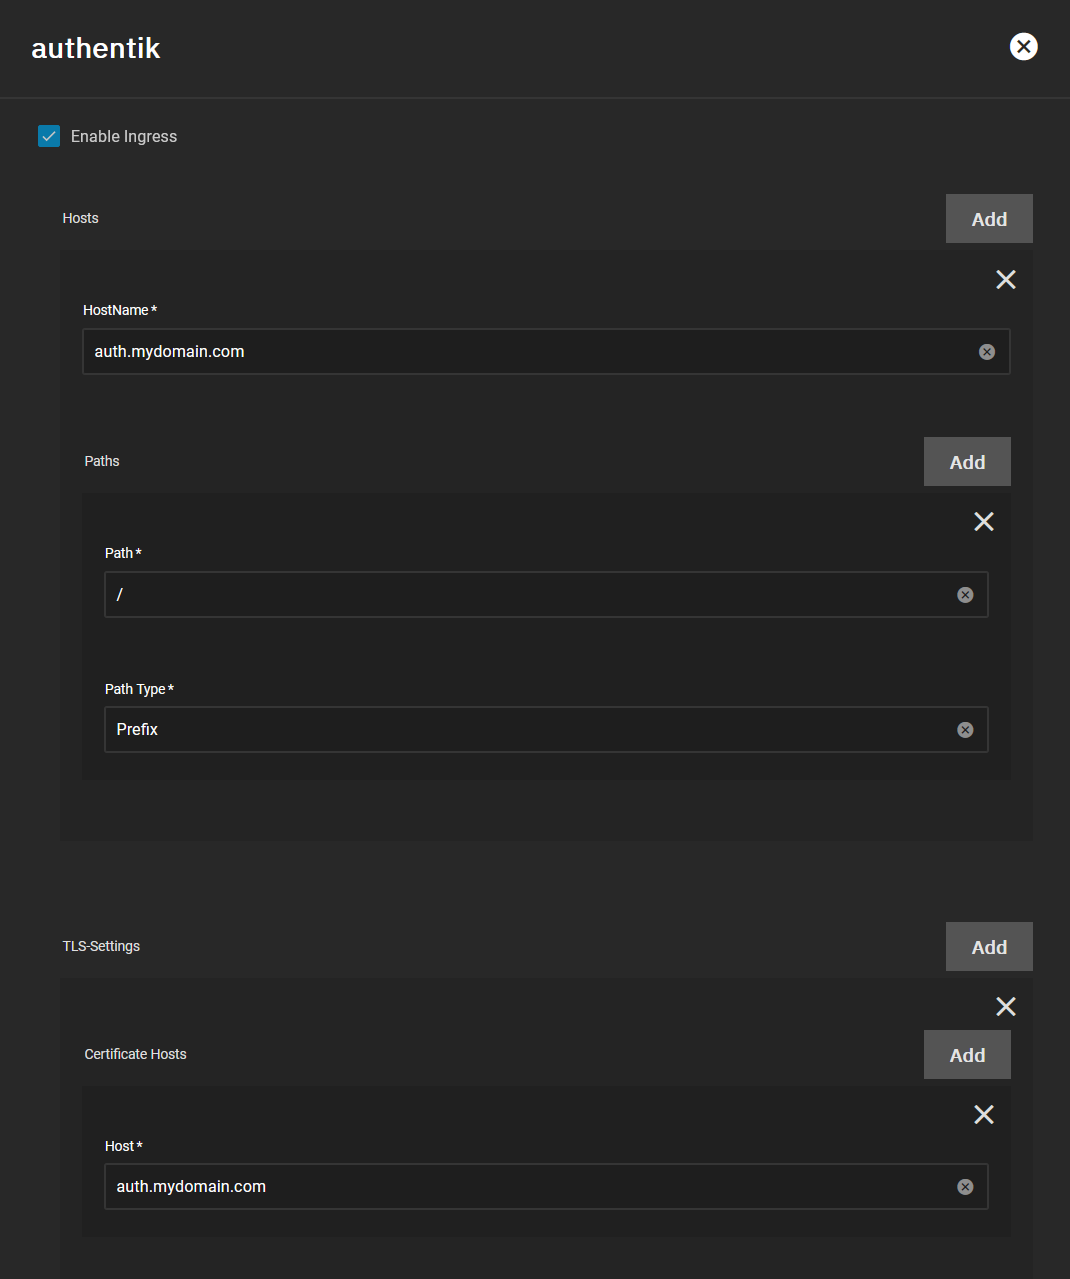 authentik
Enable Ingress
Hosts
Add
HostName*
auth.mydomain.com
Paths
Add
Path*
/
Path Type*
Prefix
TLS-Settings
Add
Certificate Hosts
Add
Host*
auth.mydomain.com